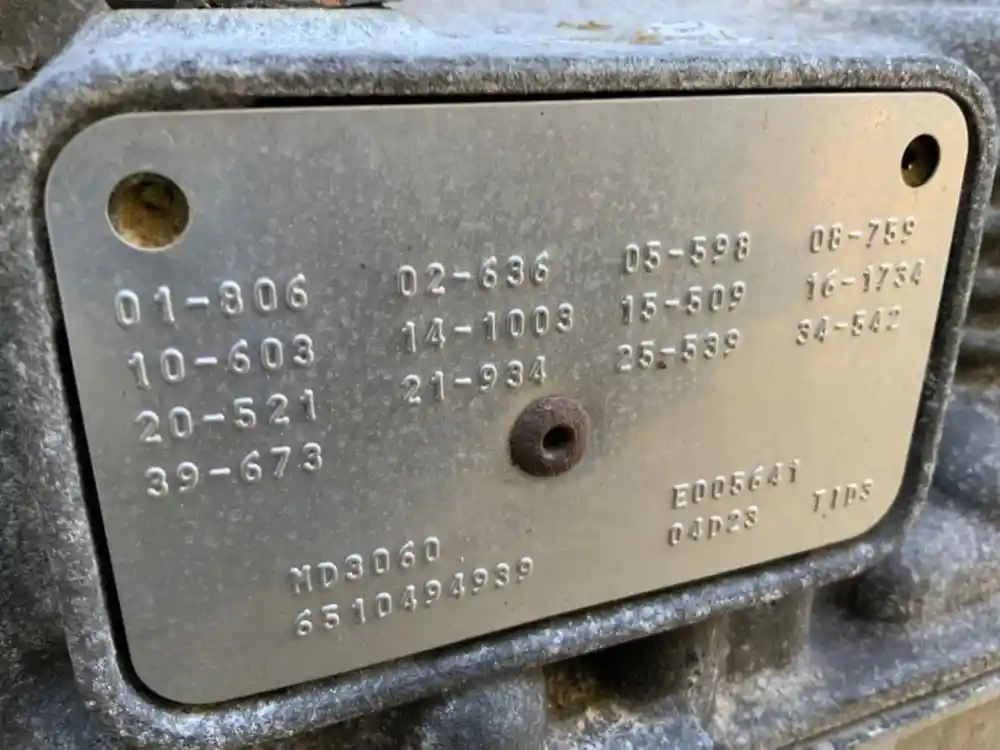 01-806 02-636 05-598 08-759
10-603 14-1003 15-509 16-1734
20-521 21-934 25-539 34-542
39-673
E005641
MD3060 04D23 TIDS
6510494939